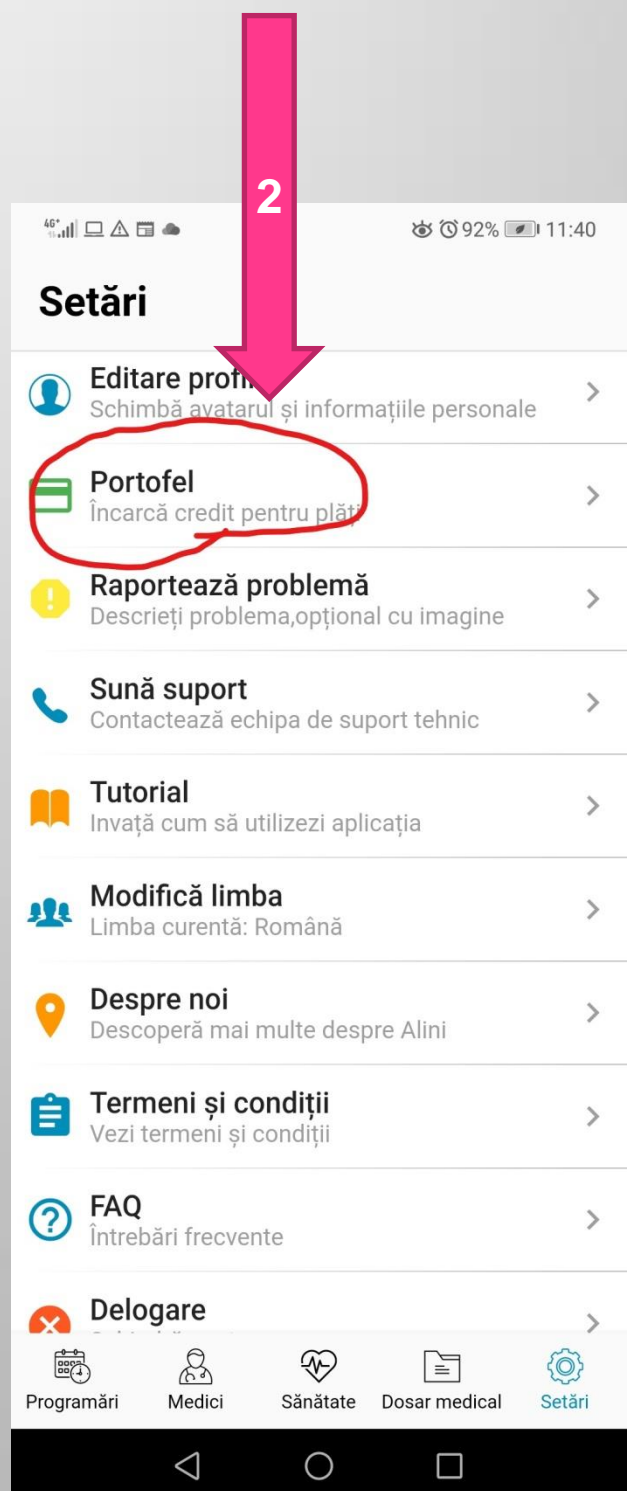 2
4G+
92%
11:40
Setări
Editare profil
Schimbă avatarul și informațiile personale
Portofel
Încarcă credit pentru plăți
Raportează problemă
Descrieți problema,opțional cu imagine
Sună suport
Contactează echipa de suport tehnic
Tutorial
Invață cum să utilizezi aplicația
Modifică limba
Limba curentă: Română
Despre noi
Descoperă mai multe despre Alini
Termeni și condiții
Vezi termeni și condiții
FAQ
Întrebări frecvente
Delogare
Programări
Medici
Sănătate
Dosar medical
Setări